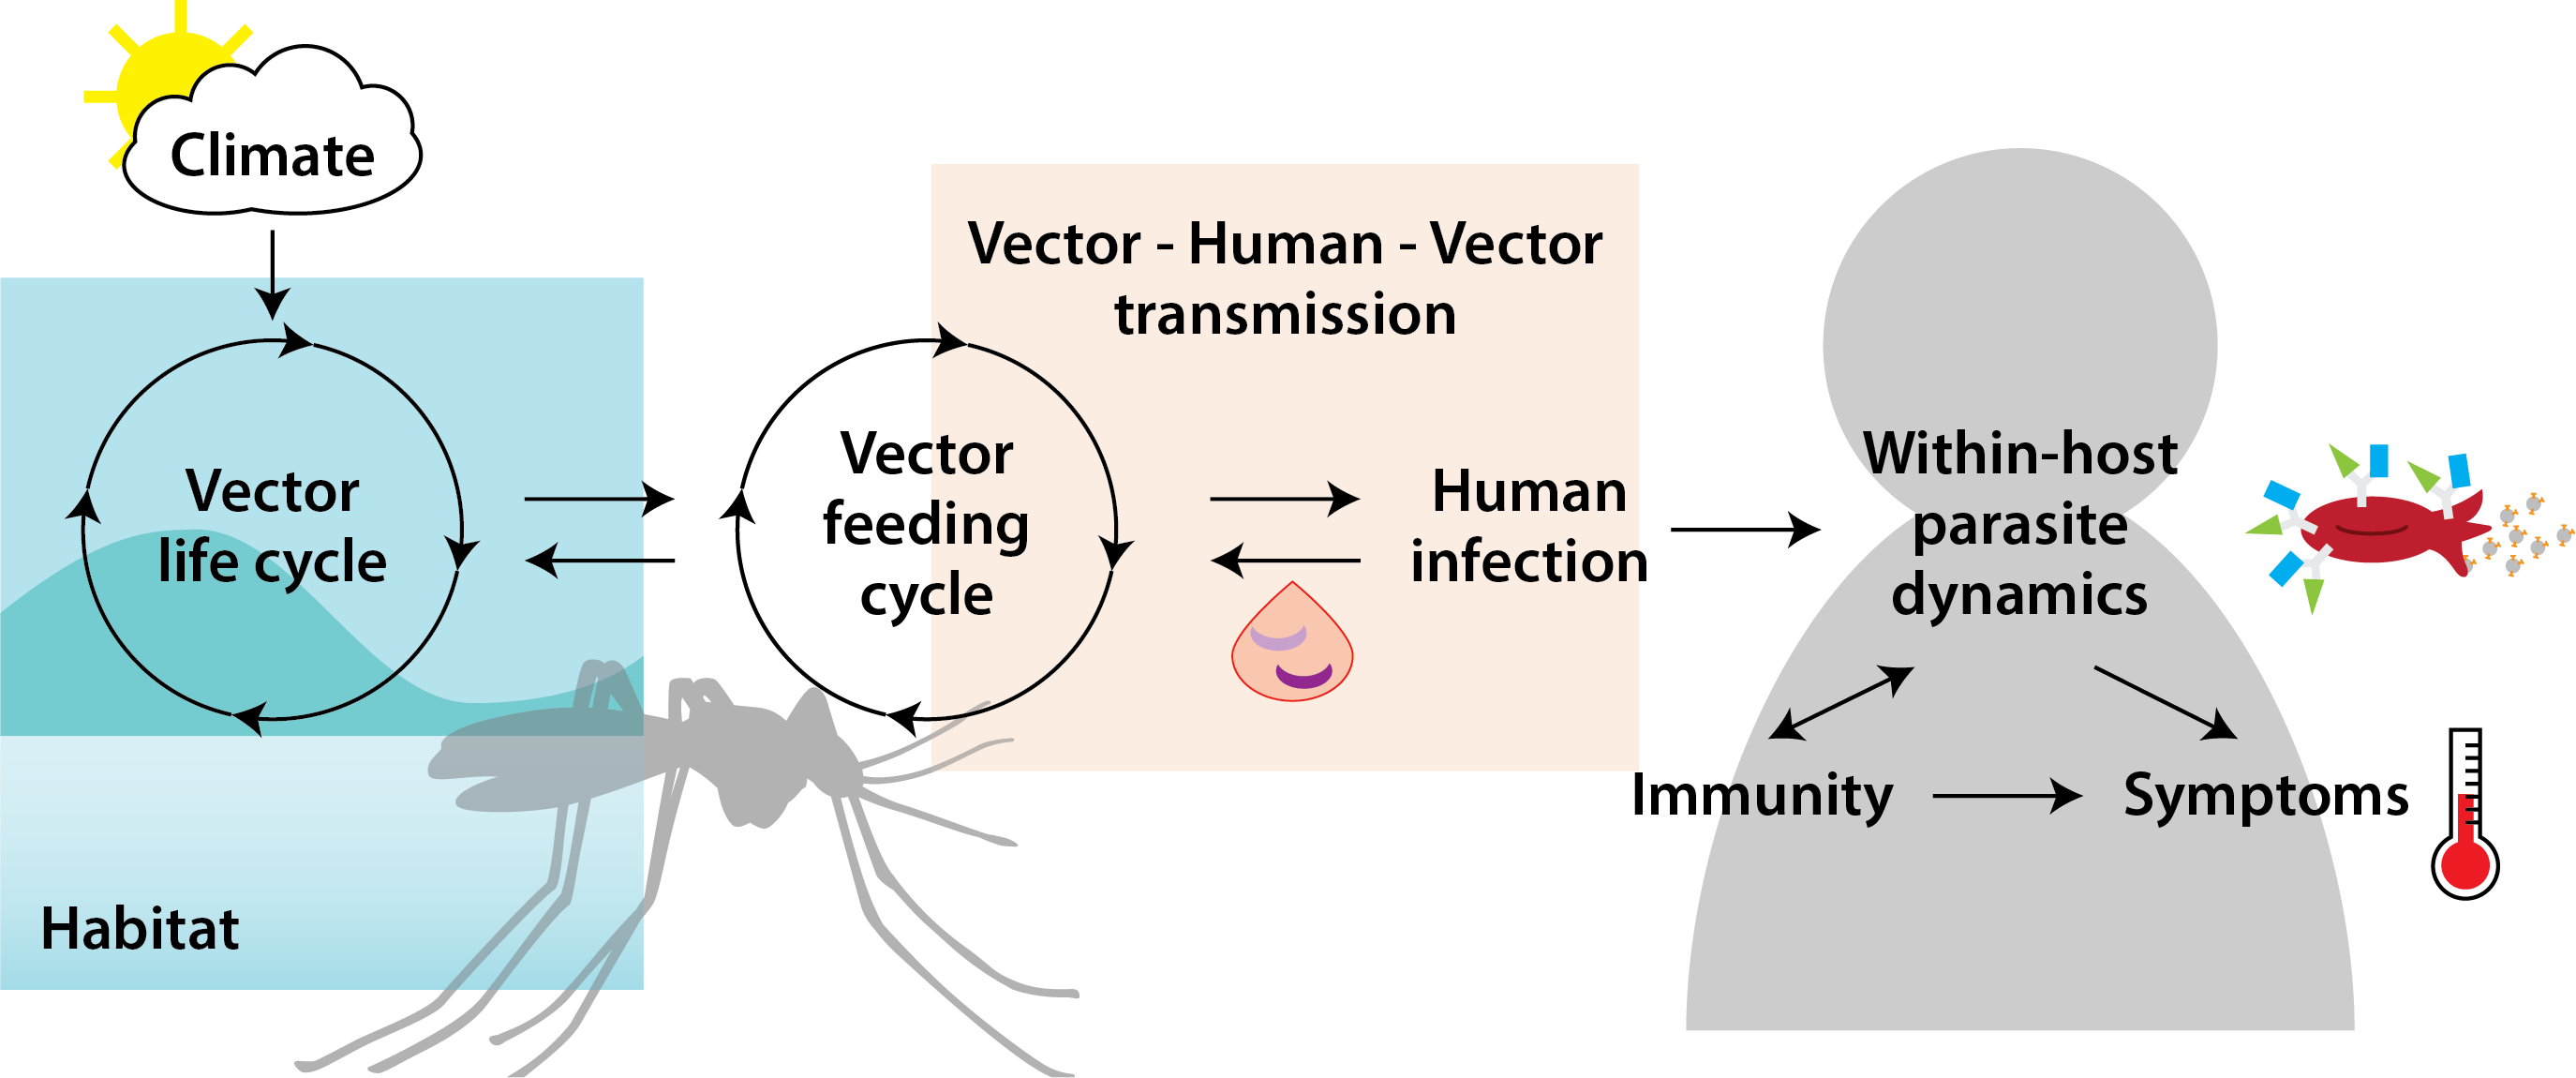 Climate
Vector - Human - Vector
transmission
Vector
life cycle
Vector
feeding
cycle
Human
infection
Within-host
parasite
dynamics
Immunity
Symptoms
Habitat